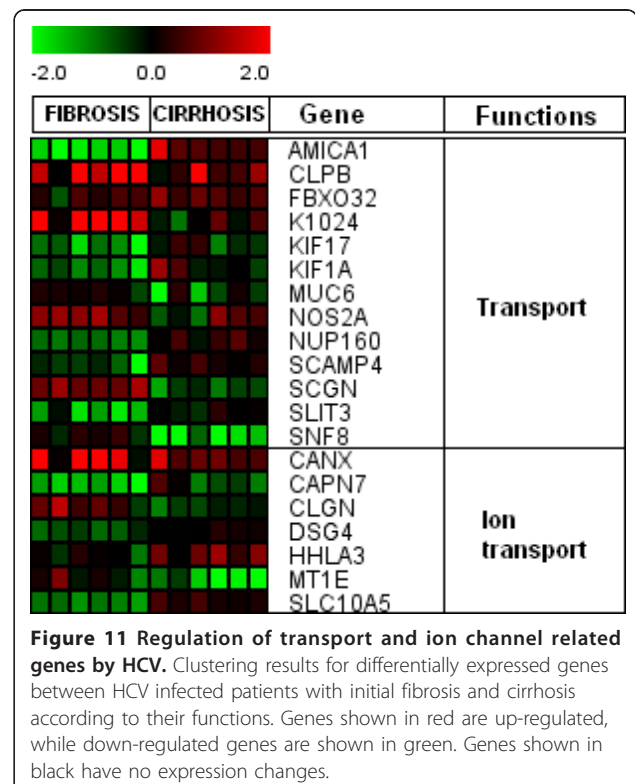 -2.0 0.0 2.0
FIBROSIS CIRRHOSIS Gene Functions
AMICA1
CLPB
FBXO32
K1024
KIF17
KIF1A
MUC6
NOS2A
NUP160
SCAMP4
SCGN
SLIT3
SNF8
Transport
CANX
CAPN7
CLGN
DSG4
HHLA3
MT1E
SLC10A5
Ion
transport
Figure 11 Regulation of transport and ion channel related
genes by HCV. Clustering results for differentially expressed genes
between HCV infected patients with initial fibrosis and cirrhosis
according to their functions. Genes shown in red are up-regulated,
while down-regulated genes are shown in green. Genes shown in
black have no expression changes.